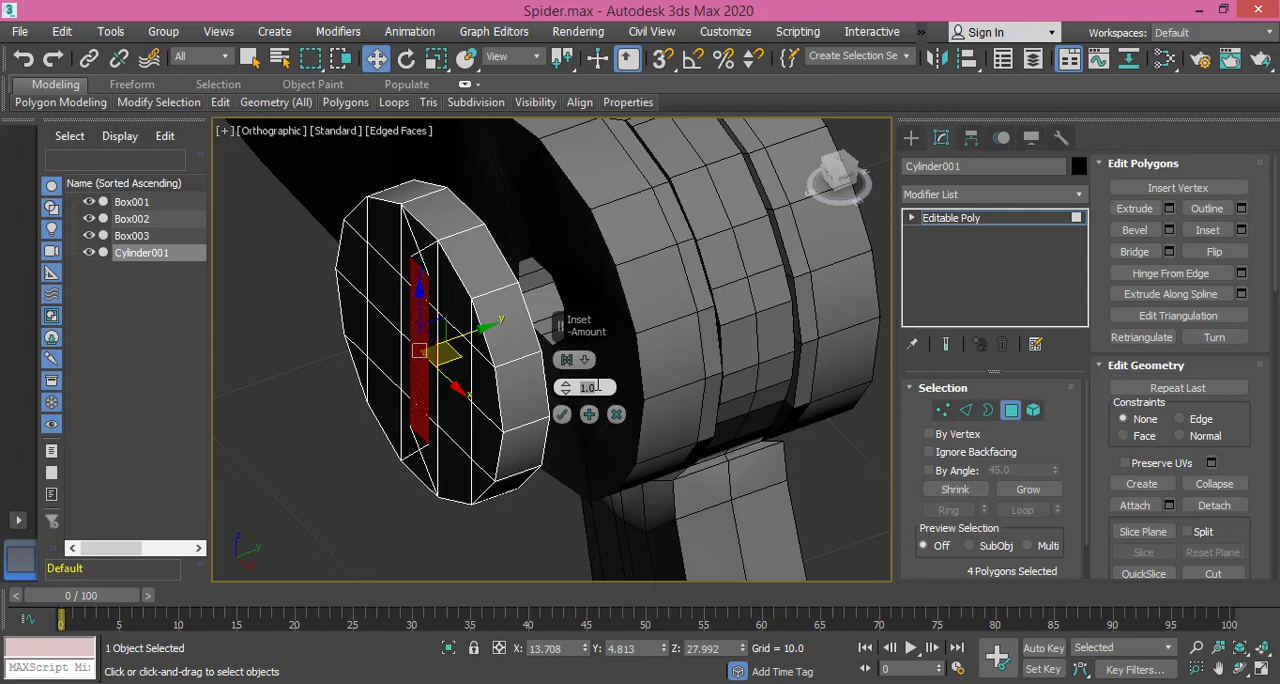 Spider.max - Autodesk 3ds Max 2020
File Edit Tools Group Views Create Modifiers Animation Graph Editors Rendering Civil View Customize Scripting Interactive Sign In Workspaces: Default
All View Create Selection Se
Modeling Freeform Selection Object Paint Populate
Polygon Modeling Modify Selection Edit Geometry (All) Polygons Loops Tris Subdivision Visibility Align Properties
Select Display Edit
Name (Sorted Ascending)
Box001
Box002
Box003
Cylinder001
Default
[+] [Orthographic ] [Standard ] [Edged Faces ]
z
y
x
Inset
-Amount
1.0
z
y
x
Cylinder001
Modifier List
Editable Poly
Selection
By Vertex
Ignore Backfacing
By Angle: 45.0
Shrink Grow
Ring Loop
Preview Selection
Off SubObj Multi
4 Polygons Selected
Edit Polygons
Insert Vertex
Extrude Outline
Bevel Inset
Bridge Flip
Hinge From Edge
Extrude Along Spline
Edit Triangulation
Retriangulate Turn
Edit Geometry
Repeat Last
Constraints
None Edge
Face Normal
Preserve UVs
Create Collapse
Attach Detach
Slice Plane Split
Slice Reset Plane
QuickSlice Cut
0 / 100
0 5 10 15 20 25 30 35 40 45 50 55 60 65 70 75 80 85 90 95 100
MAXScript Mi
1 Object Selected
Click or click-and-drag to select objects
X: 13.708 Y: 4.813 Z: 27.992 Grid = 10.0
Add Time Tag
0
Auto Key Selected
Set Key Key Filters...